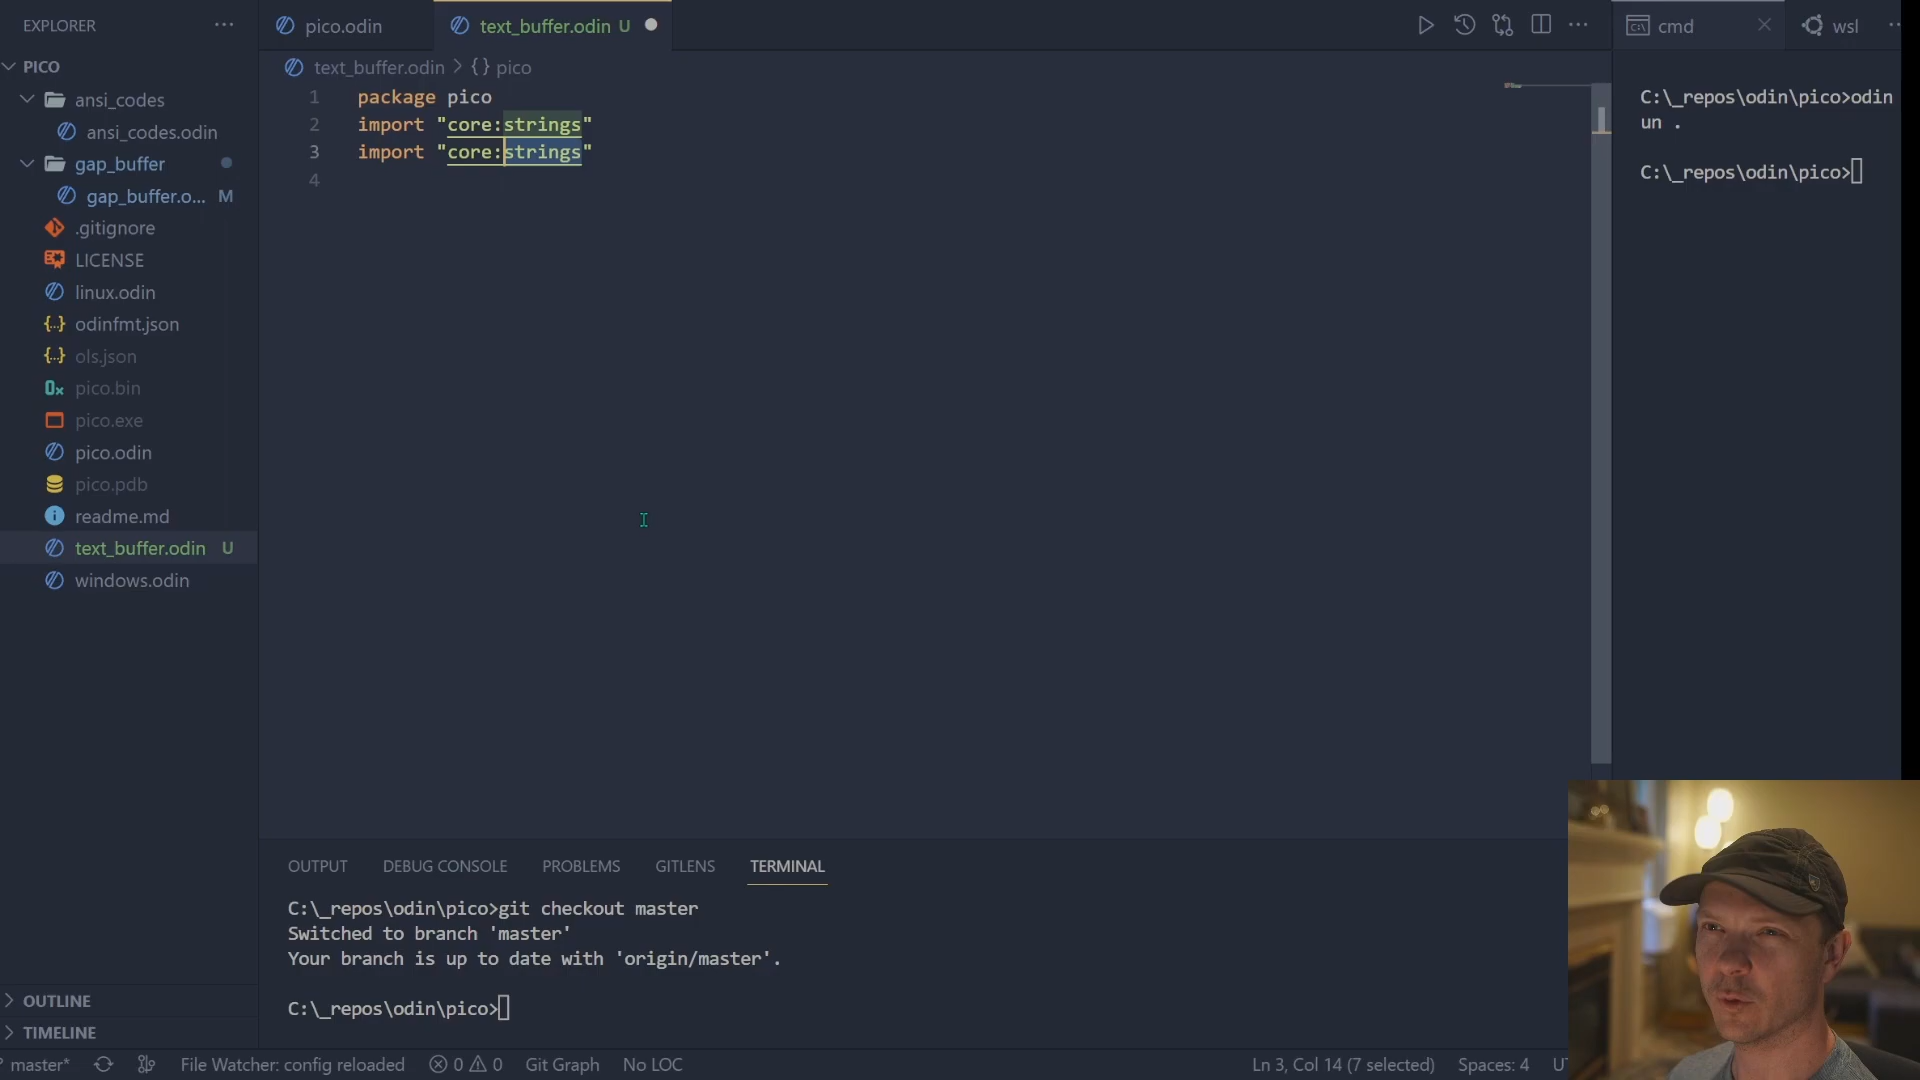 EXPLORER
PICO
ansi_codes
ansi_codes.odin
gap_buffer
gap_buffer.o... M
.gitignore
LICENSE
linux.odin
odinfmt.json
ols.json
pico.bin
pico.exe
pico.odin
pico.pdb
readme.md
text_buffer.odin U
windows.odin
OUTLINE
TIMELINE
pico.odin
text_buffer.odin U
text_buffer.odin > {} pico
1 package pico
2 import "core:strings"
3 import "core:strings"
4
cmd
wsl
C:\_repos\odin\pico>odin
un .
C:\_repos\odin\pico>
OUTPUT DEBUG CONSOLE PROBLEMS GITLENS TERMINAL
C:\_repos\odin\pico>git checkout master
Switched to branch 'master'
Your branch is up to date with 'origin/master'.
C:\_repos\odin\pico>
master* File Watcher: config reloaded 0 0 Git Graph No LOC Ln 3, Col 14 (7 selected) Spaces: 4 UT